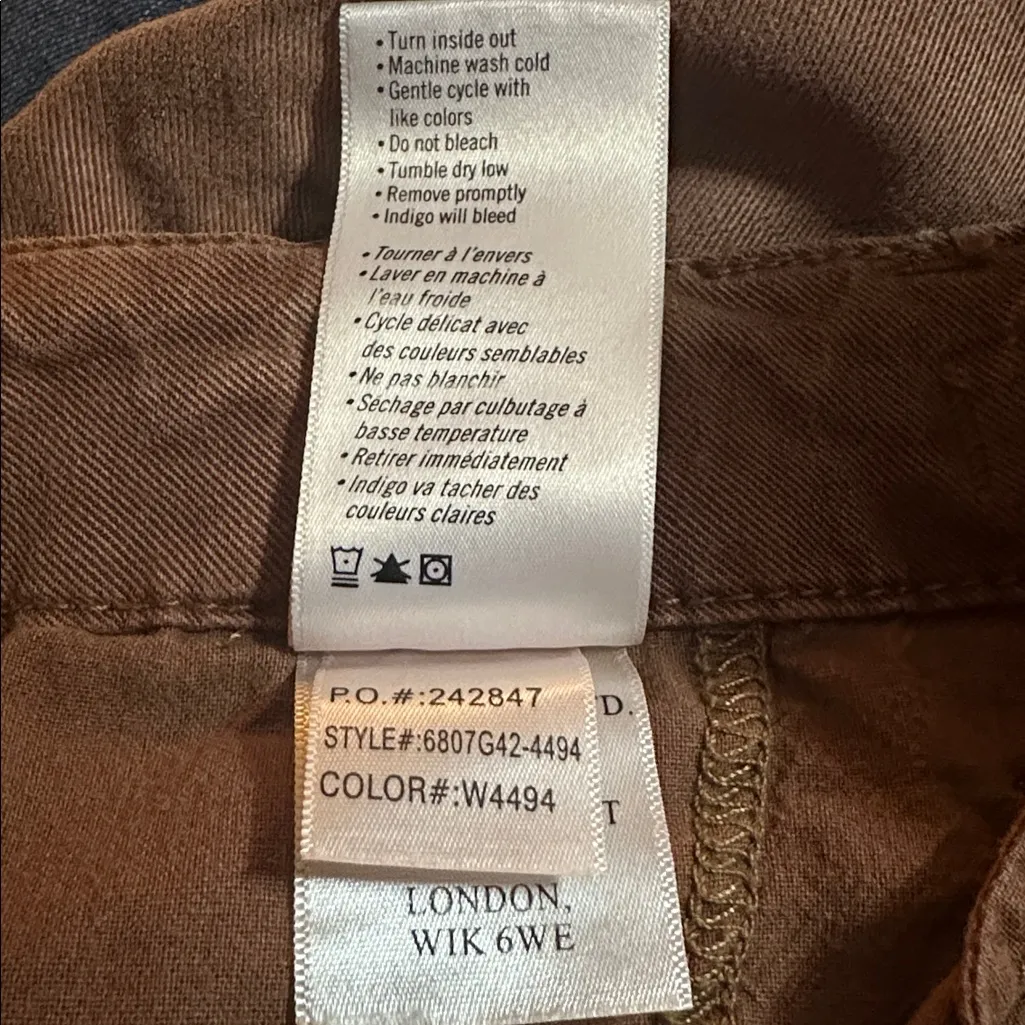 • Turn inside out
• Machine wash cold
• Gentle cycle with
like colors
• Do not bleach
• Tumble dry low
• Remove promptly
• Indigo will bleed
• Tourner à l'envers
• Laver en machine à
l'eau froide
• Cycle délicat avec
des couleurs semblables
• Ne pas blanchir
• Séchage par culbutage à
basse temperature
• Retirer immédiatement
• Indigo va tacher des
couleurs claires
P.O.#:242847
D.
STYLE#:6807G42-4494
COLOR#:W4494
T
LONDON,
WIK 6WE